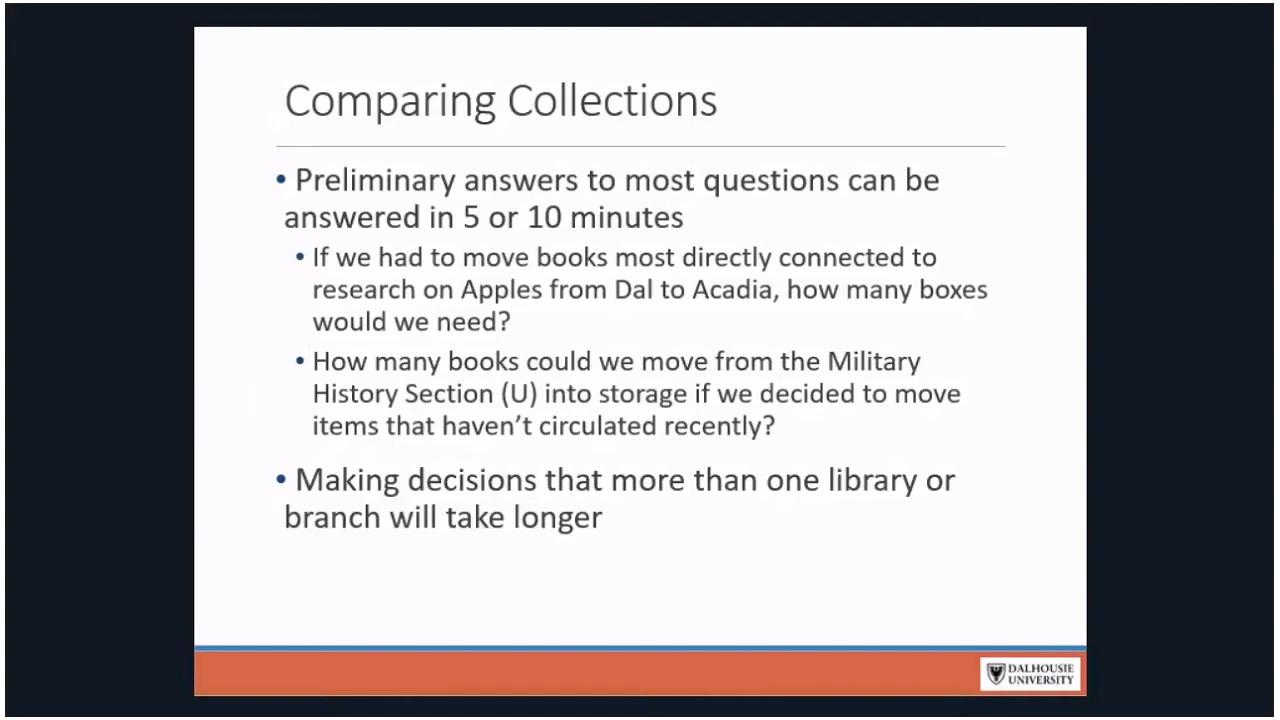 Comparing Collections
• Preliminary answers to most questions can be
answered in 5 or 10 minutes
• If we had to move books most directly connected to
research on Apples from Dal to Acadia, how many boxes
would we need?
• How many books could we move from the Military
History Section (U) into storage if we decided to move
items that haven't circulated recently?
• Making decisions that more than one library or
branch will take longer
DALHOUSIE
UNIVERSITY